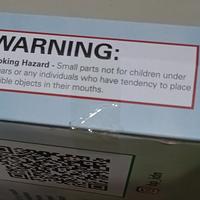 WARNING:
oking Hazard - Small parts not for children under
ears or any individuals who have tendency to place
ible objects in their mouths.